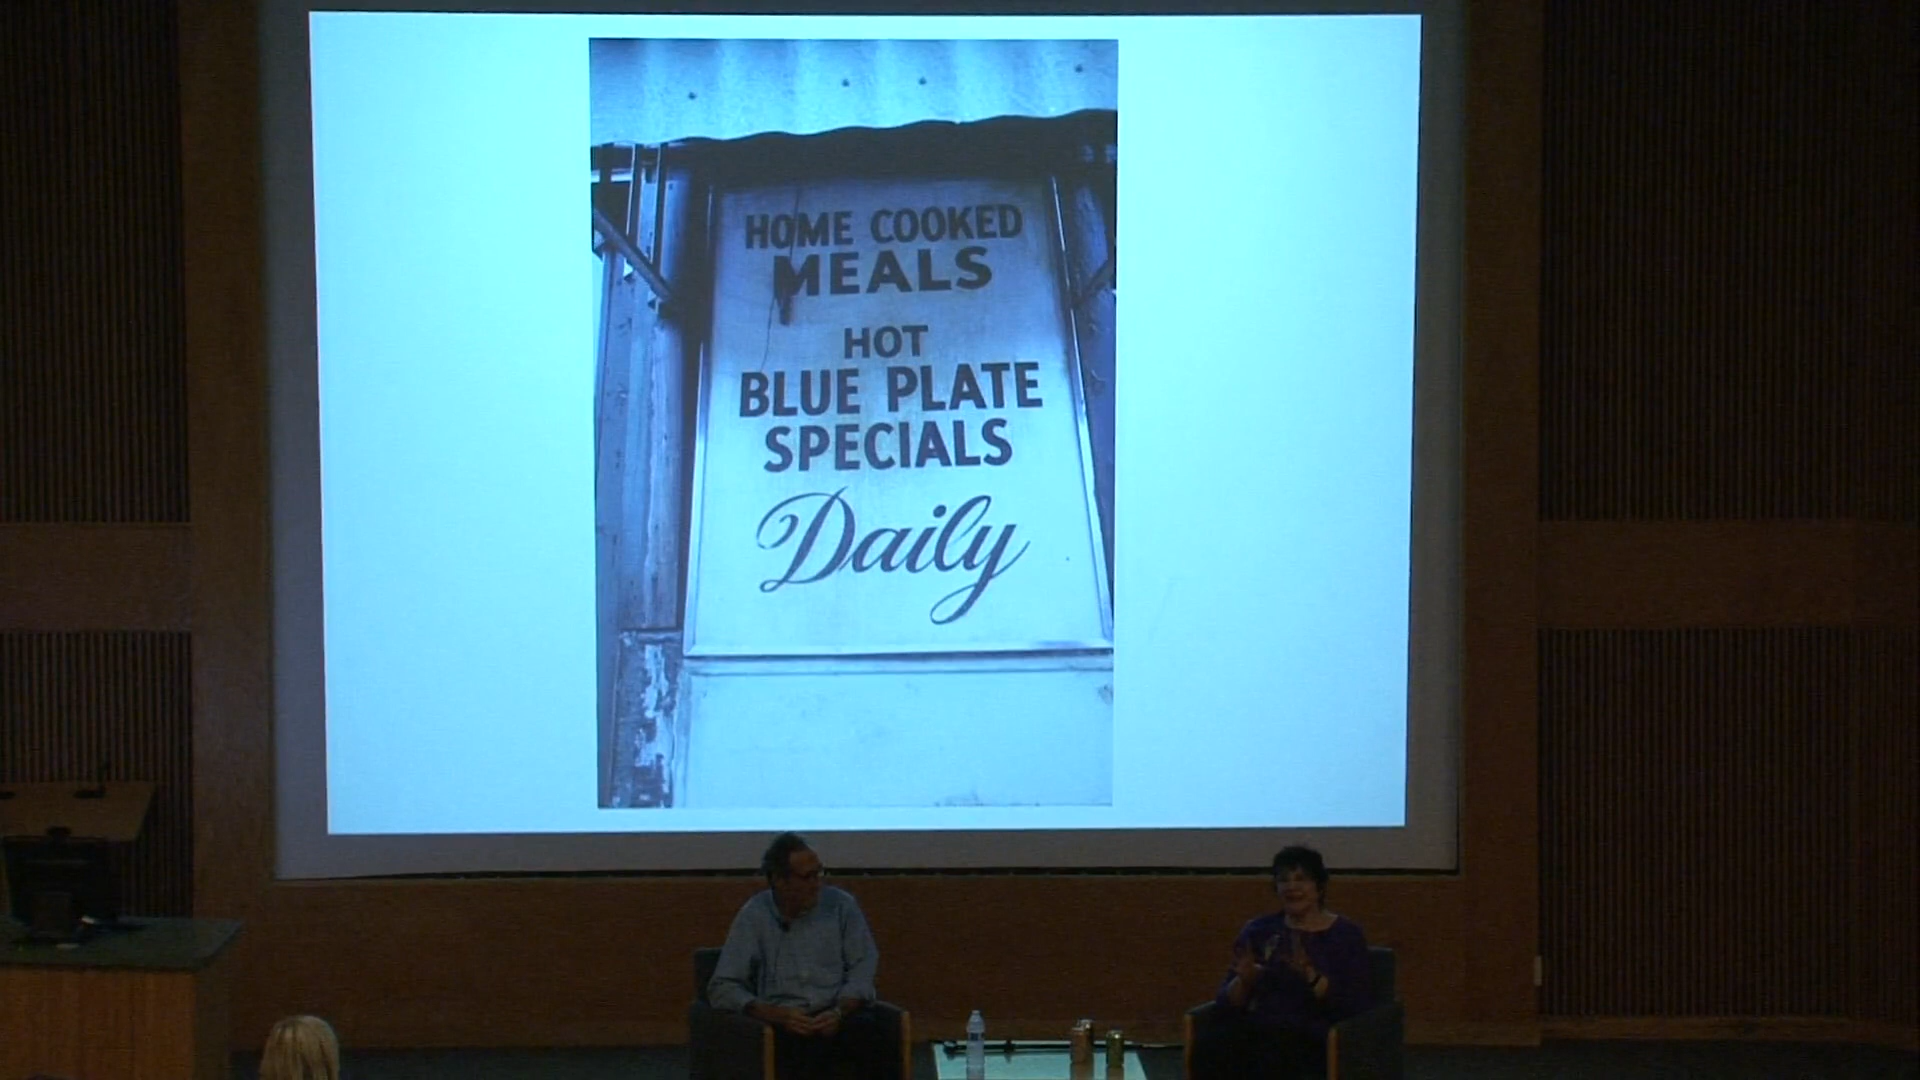 HOME COOKED
MEALS
HOT
BLUE PLATE
SPECIALS
Daily